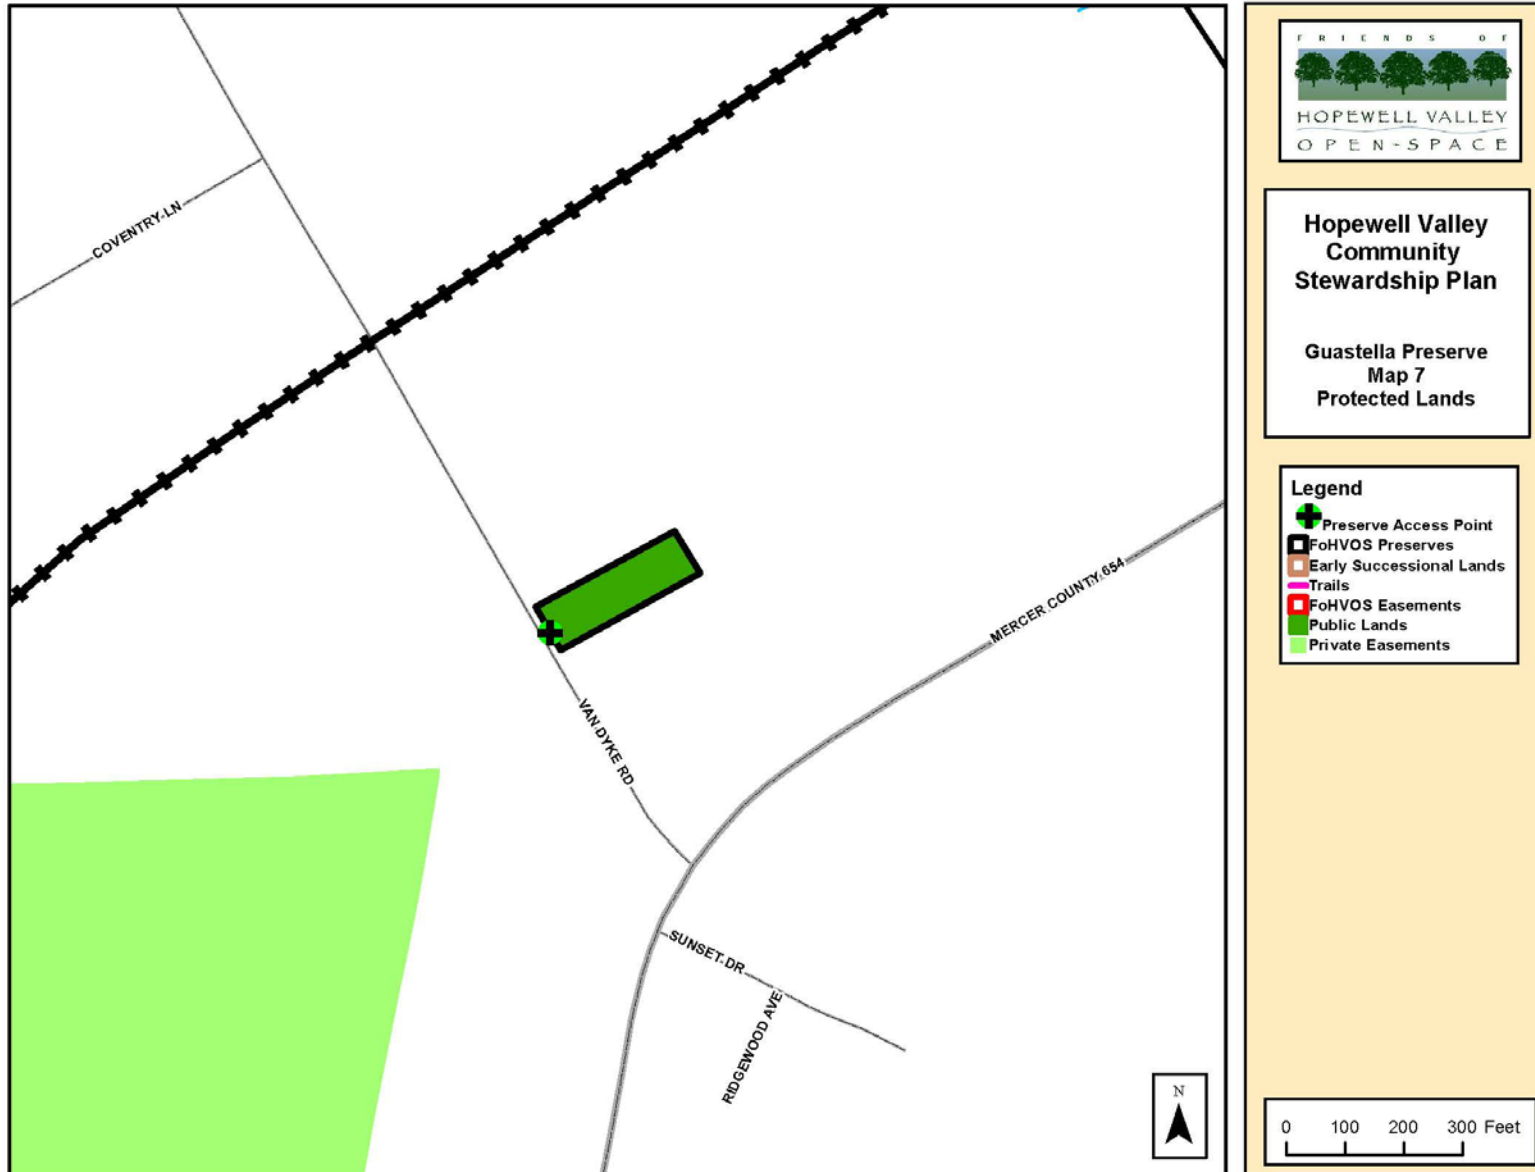 COVENTRY LN
VAN DYKE RD
MERCER COUNTY 654
SUNSET DR
RIDGEWOOD AVE
N
FRIENDS OF
HOPEWELL VALLEY
OPEN-SPACE
Hopewell Valley
Community
Stewardship Plan
Guastella Preserve
Map 7
Protected Lands
Legend
Preserve Access Point
FoHVOS Preserves
Early Successional Lands
Trails
FoHVOS Easements
Public Lands
Private Easements
0 100 200 300 Feet